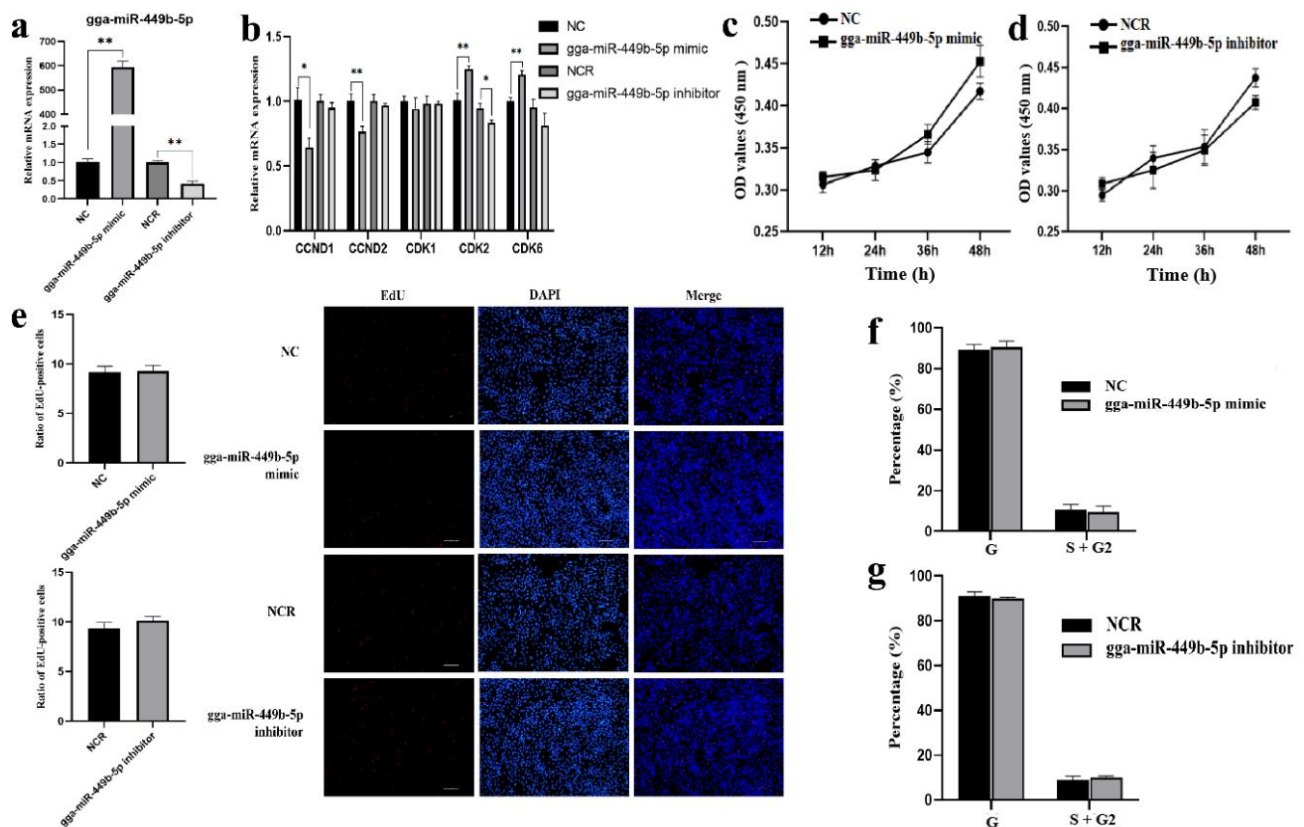 a
gga-miR-449b-5p
Relative mRNA expression
700
600
500
400
2.0
1.5
1.0
0.5
0.0
**
**
NC
gga-miR-449b-5p mimic
NCR
gga-miR-449b-5p inhibitor
b
Relative mRNA expression
1.5
1.0
0.5
0.0
*
**
**
*
**
CCND1
CCND2
CDK1
CDK2
CDK6
NC
gga-miR-449b-5p mimic
NCR
gga-miR-449b-5p inhibitor
c
NC
gga-miR-449b-5p mimic
OD values (450 nm )
0.50
0.45
0.40
0.35
0.30
0.25
12h
24h
36h
48h
Time (h)
d
NCR
gga-miR-449b-5p inhibitor
OD values (450 nm )
0.50
0.45
0.40
0.35
0.30
0.25
12h
24h
36h
48h
Time (h)
e
Ratio of EdU-positive cells
15
10
5
0
NC
gga-miR-449b-5p mimic
Ratio of EdU-positive cells
15
10
5
0
NCR
gga-miR-449b-5p inhibitor
EdU
DAPI
Merge
NC
gga-miR-449b-5p
mimic
NCR
gga-miR-449b-5p
inhibitor
f
Percentage (%)
100
80
60
40
20
0
G
S + G2
NC
gga-miR-449b-5p mimic
g
Percentage (%)
100
80
60
40
20
0
G
S + G2
NCR
gga-miR-449b-5p inhibitor